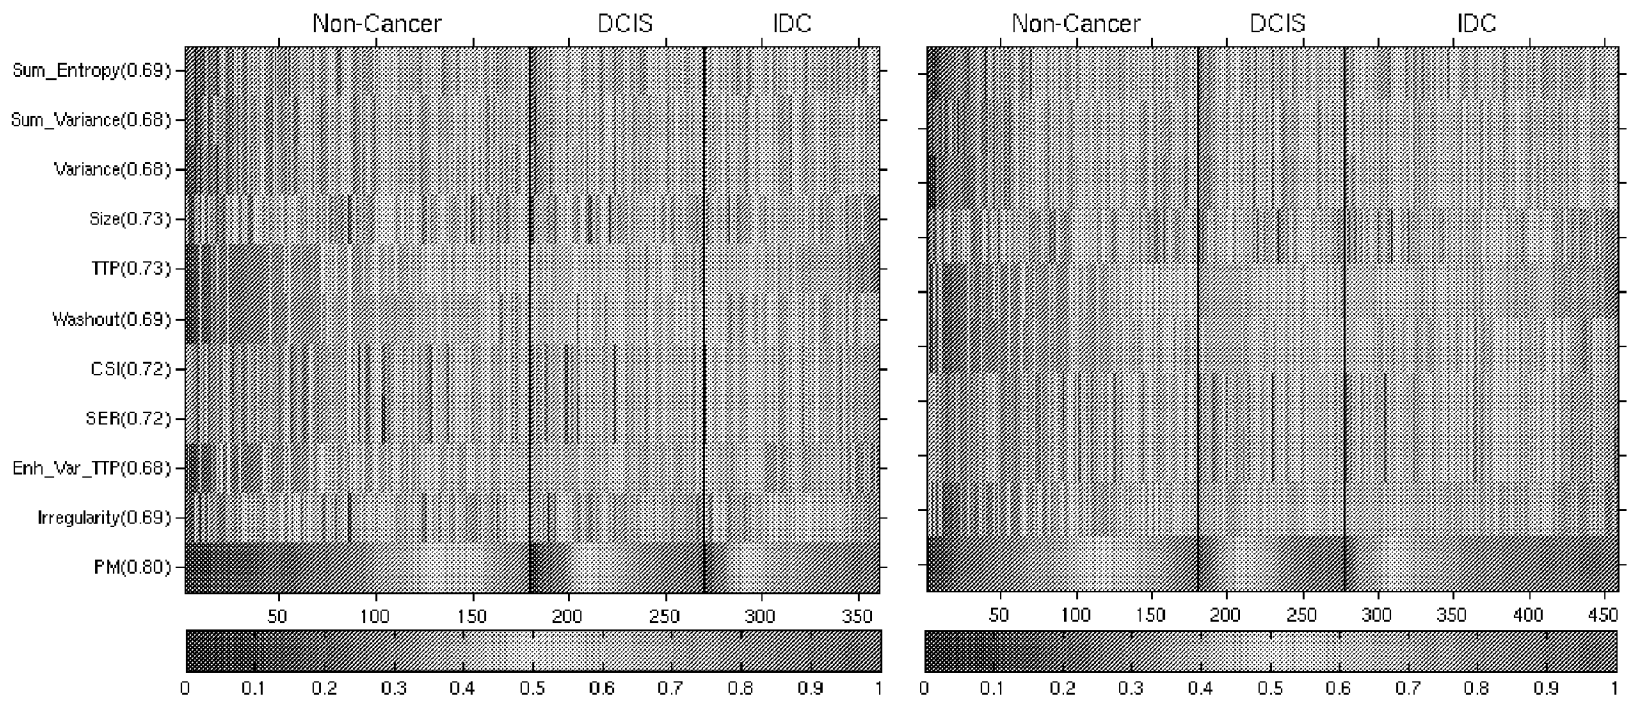 Non-Cancer DCIS IDC
Non-Cancer DCIS IDC
Sum_Entropy(0.69)
Sum_Variance(0.68)
Variance(0.68)
Size(0.73)
TTP(0.73)
Washout(0.69)
CSI(0.72)
SER(0.72)
Enh_Var_TTP(0.68)
Irregularity(0.69)
PM(0.80)
50 100 150 200 250 300 350
50 100 150 200 250 300 350 400 450
0 0.1 0.2 0.3 0.4 0.5 0.6 0.7 0.8 0.9 1
0 0.1 0.2 0.3 0.4 0.5 0.6 0.7 0.8 0.9 1